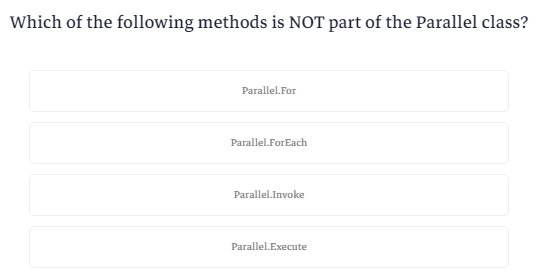 Which of the following methods is NOT part of the Parallel class?
Parallel.For
Parallel.ForEach
Parallel.Invoke
Parallel.Execute